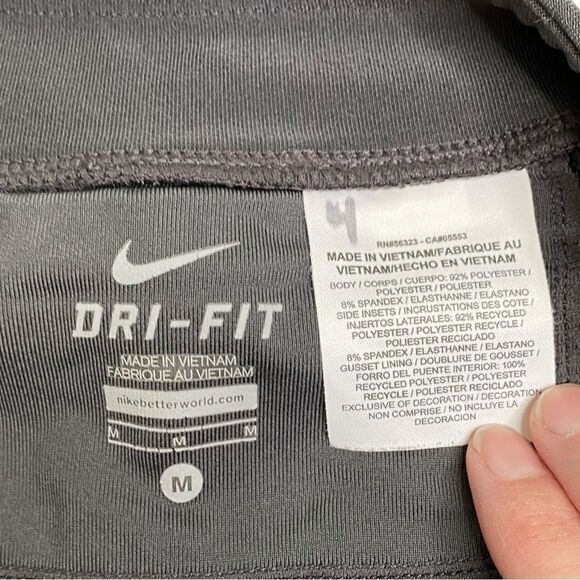 DRI-FIT
MADE IN VIETNAM
FABRIQUE AU VIETNAM
nikebetterworld.com
M M M
M
4
RN#56323 - CA#05553
MADE IN VIETNAM/FABRIQUE AU
VIETNAM/HECHO EN VIETNAM
BODY / CORPS / CUERPO: 92% POLYESTER /
POLYESTER / POLIESTER
8% SPANDEX / ELASTHANNE / ELASTANO
SIDE INSETS / INCRUSTATIONS DES COTE /
INJERTOS LATERALES: 92% RECYCLED
POLYESTER / POLYESTER RECYCLE /
POLIESTER RECICLADO
8% SPANDEX / ELASTHANNE / ELASTANO
GUSSET LINING / DOUBLURE DE GOUSSET /
FORRO DEL PUENTE INTERIOR: 100%
RECYCLED POLYESTER / POLYESTER
RECYCLE / POLIESTER RECICLADO
EXCLUSIVE OF DECORATION / DECORATION
NON COMPRISE / NO INCLUYE LA
DECORACION